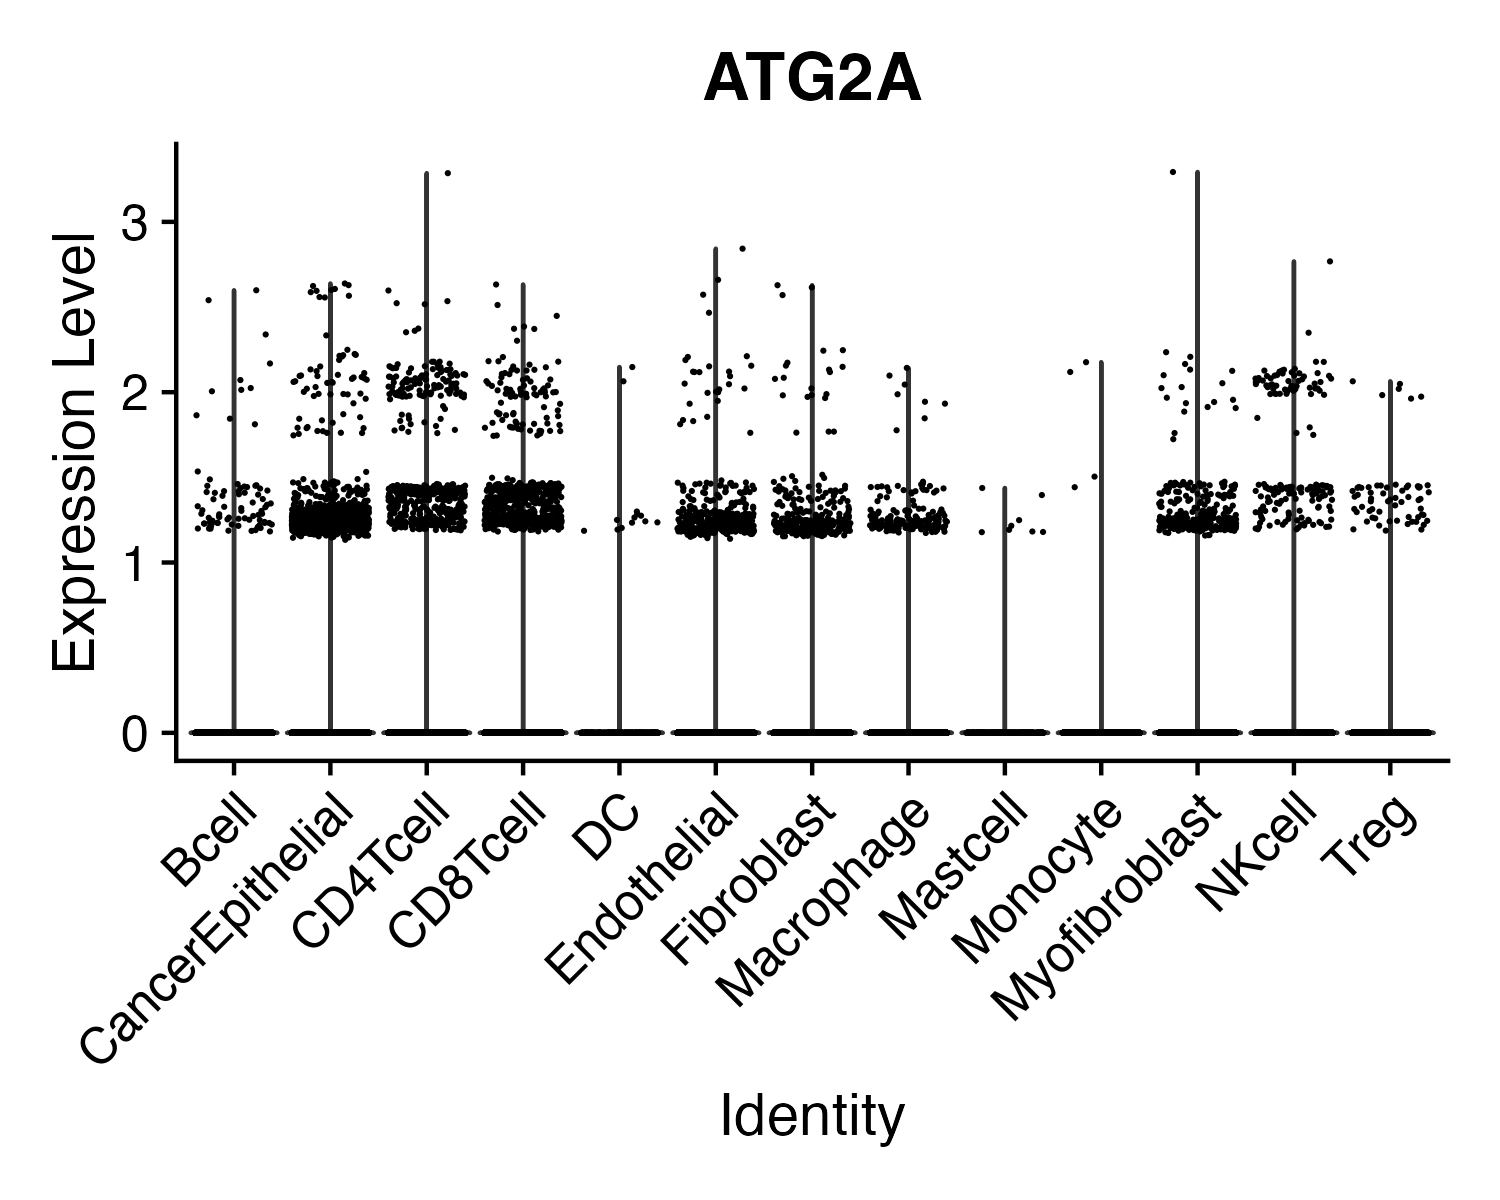 ATG2A
Expression Level
3
2
1
0
Bcell
CancerEpithelial
CD4Tcell
CD8Tcell
DC
Endothelial
Fibroblast
Macrophage
Mastcell
Monocyte
Myofibroblast
NKcell
Treg
Identity